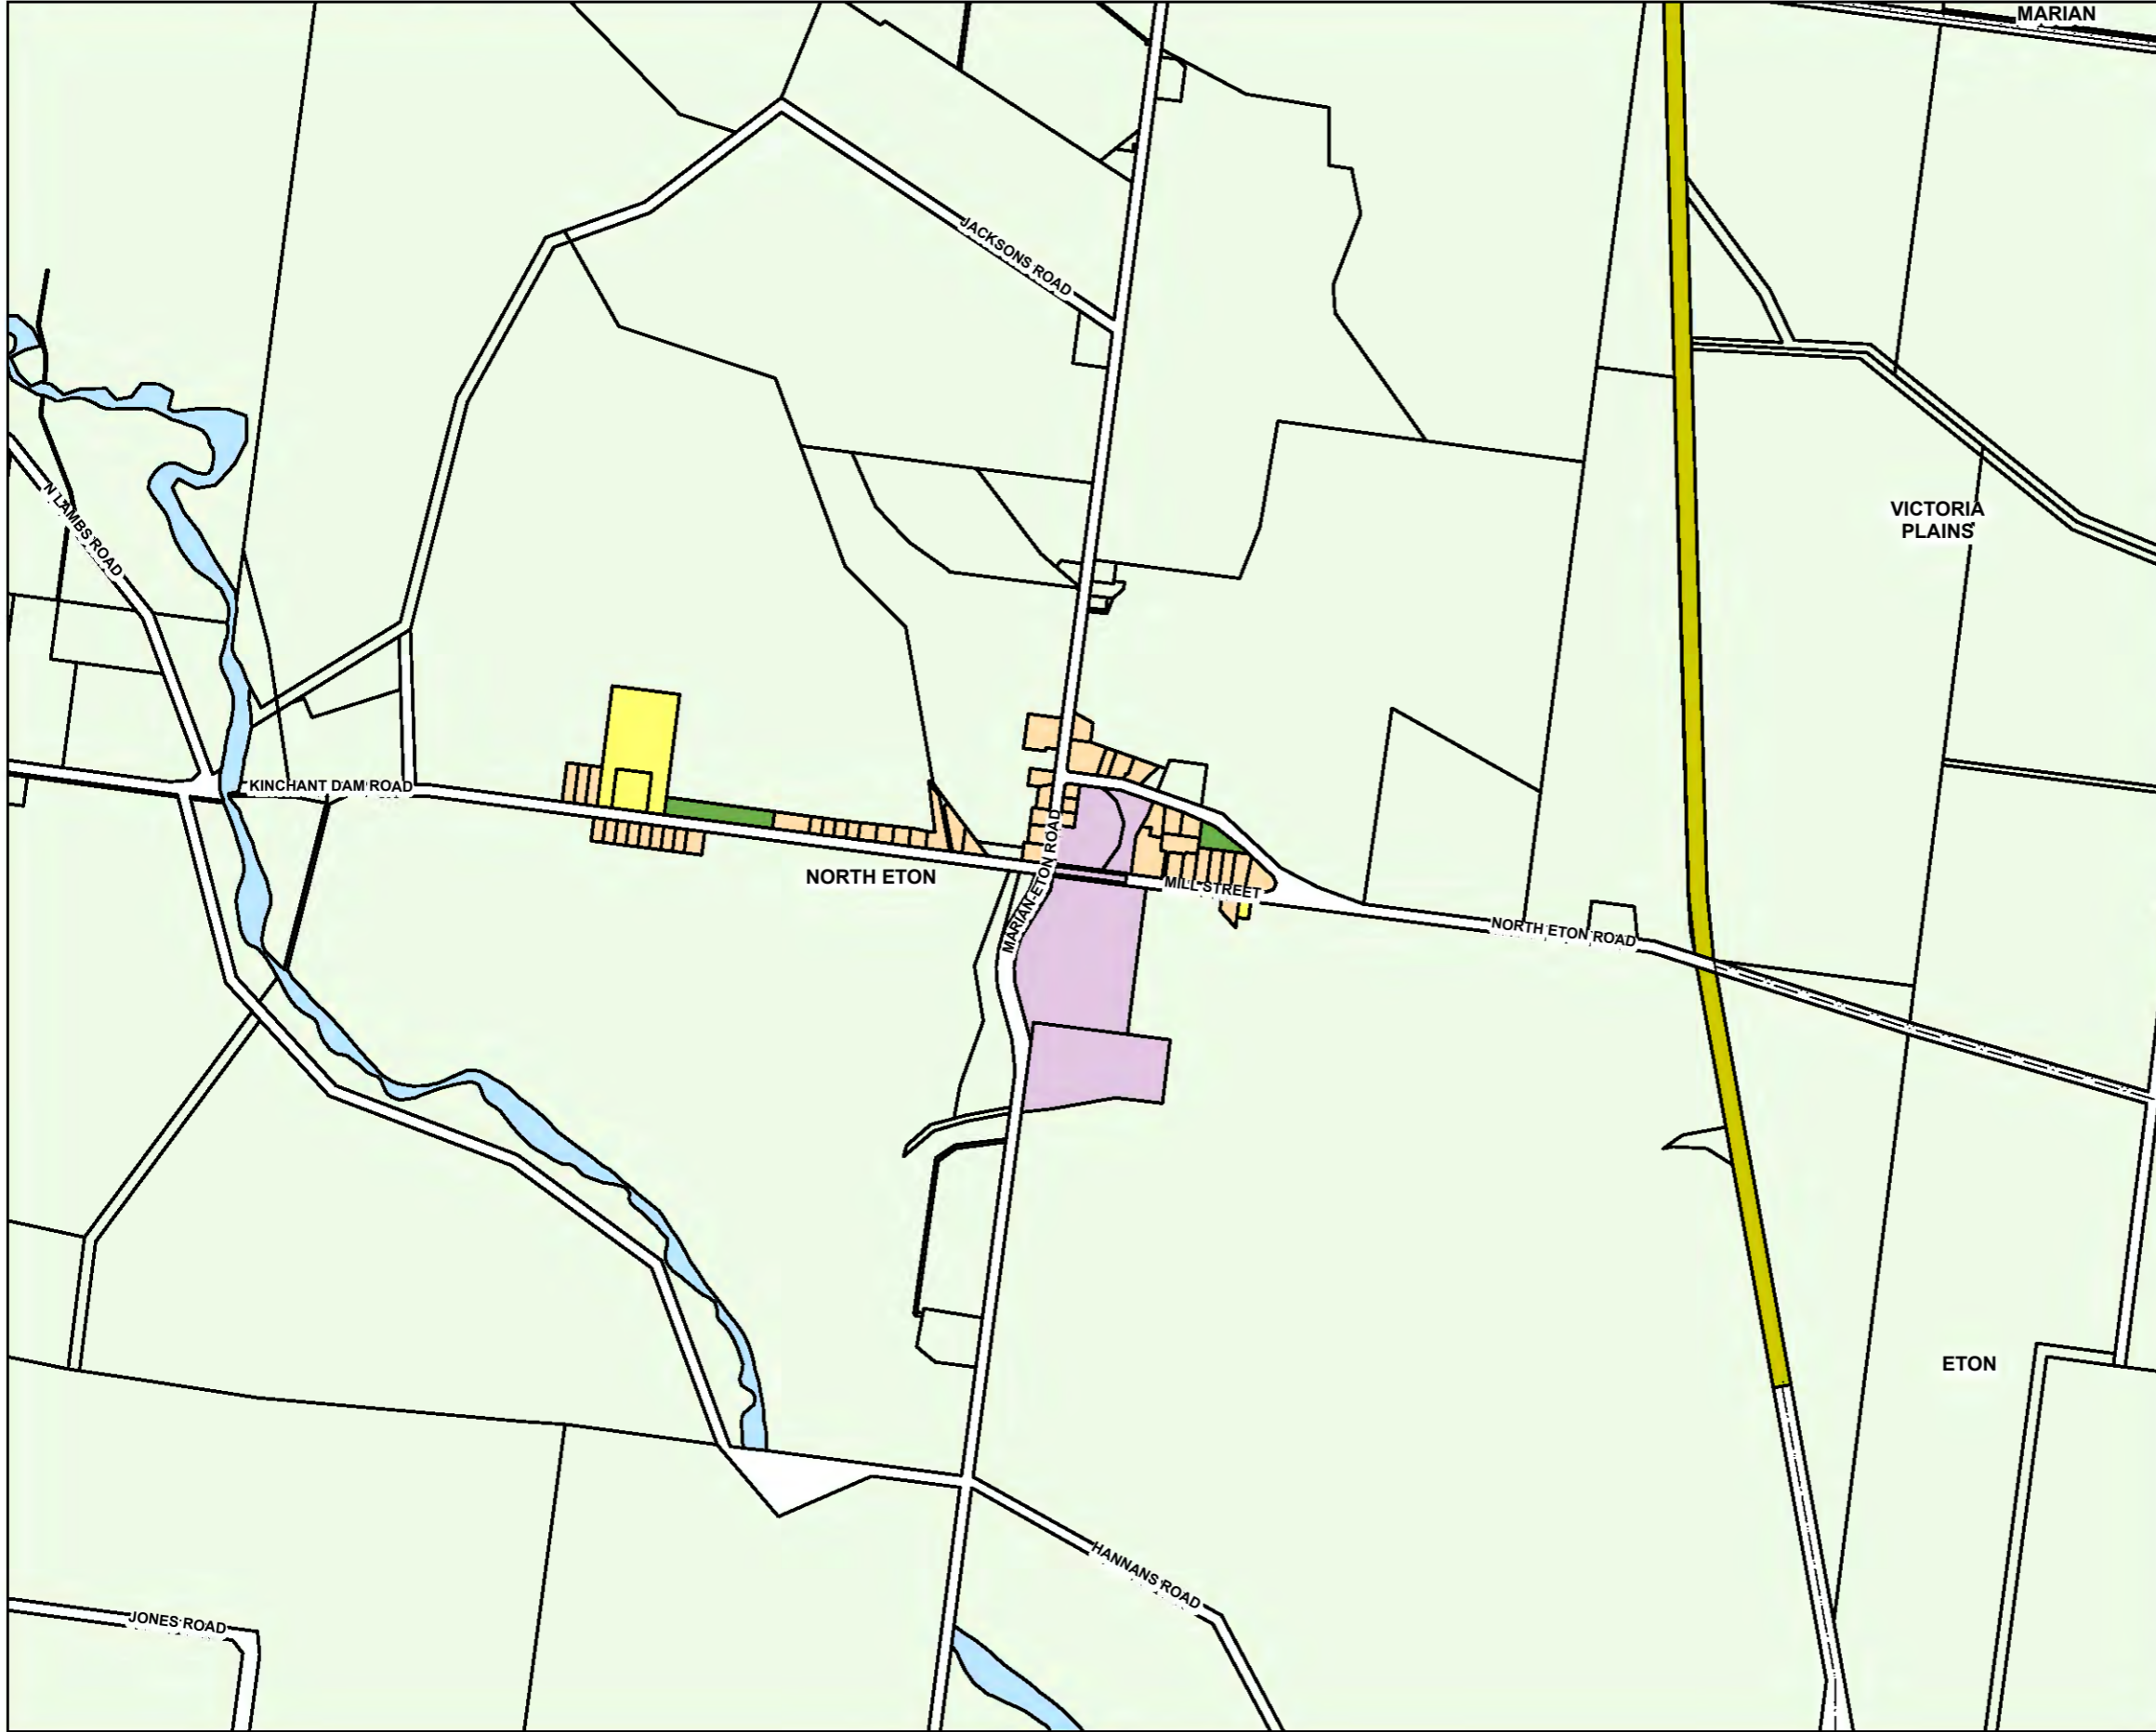 MARIAN
JACKSONS ROAD
N LAMBS ROAD
VICTORIA
PLAINS
KINCHANT DAM ROAD
MARIAN-ETON ROAD
NORTH ETON
MILL STREET
NORTH ETON ROAD
ETON
HANNANS ROAD
JONES ROAD